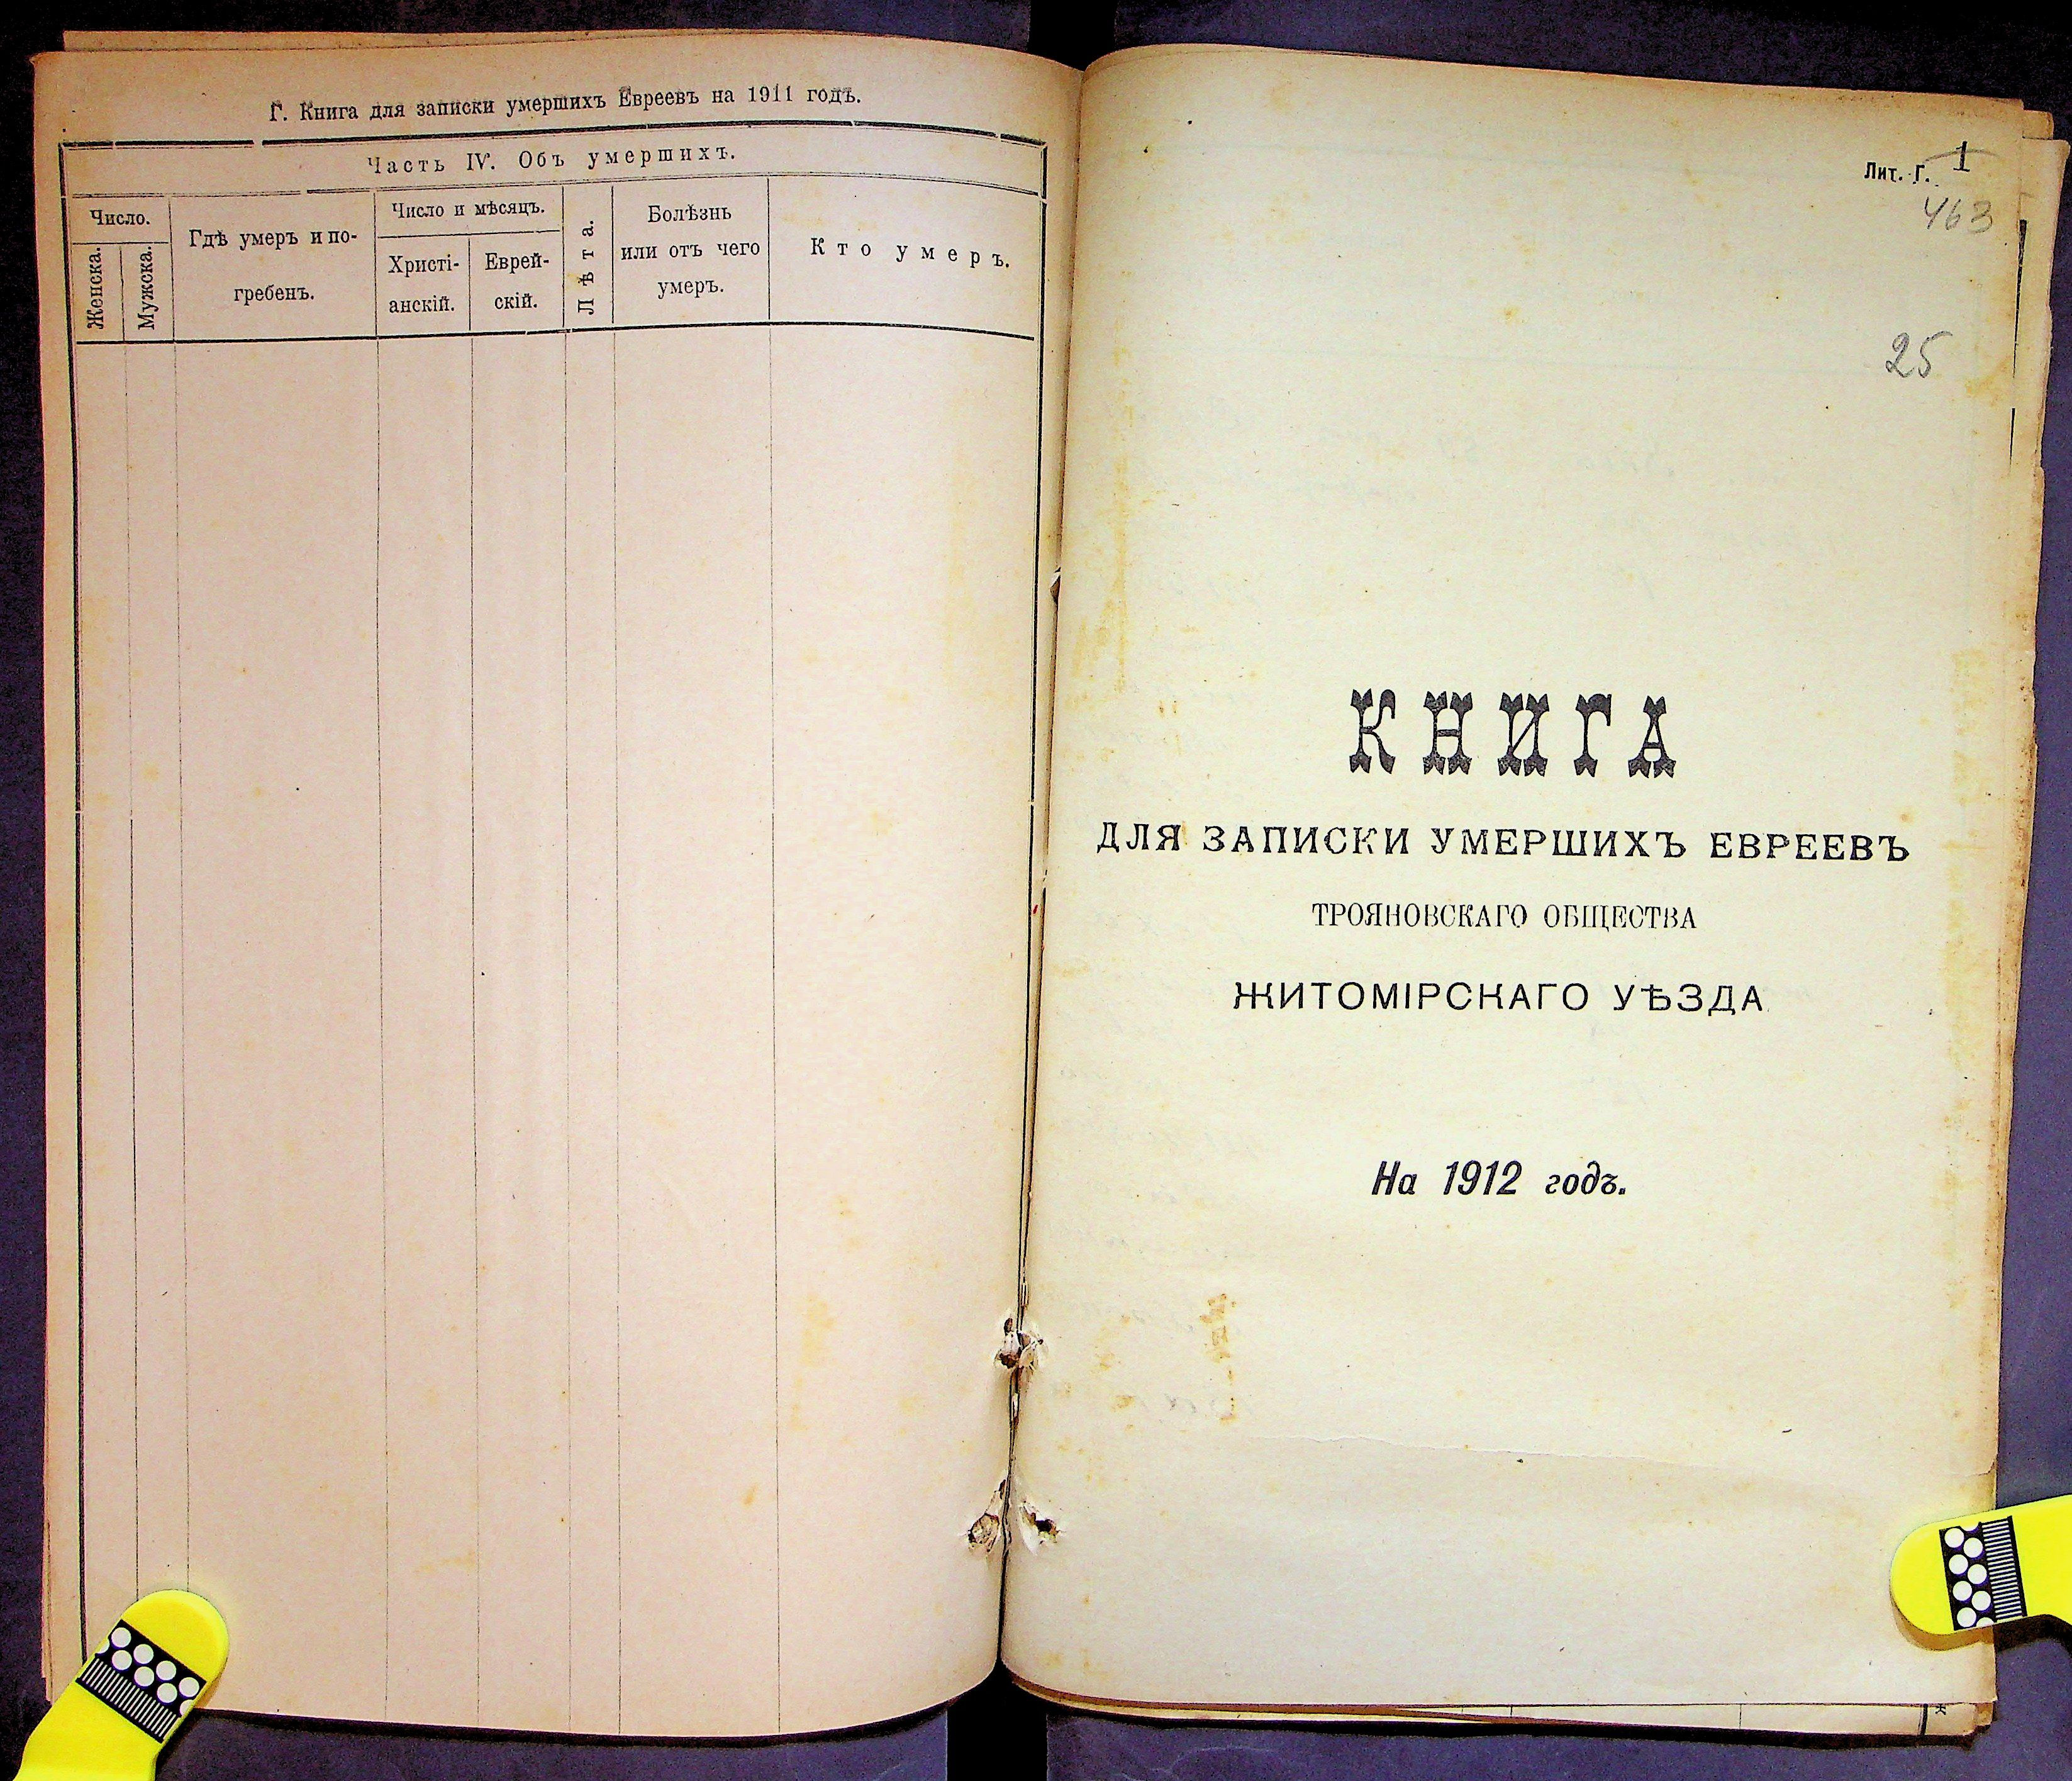 Г. Книга для записки умершихъ Евреевъ на 1911 годъ.
Часть IV. Объ умершихъ.
Число.
Женска.
Мужска.
Гдѣ умеръ и по-
гребенъ.
Число и мѣсяцъ.
Христі-
анскій.
Еврей-
скій.
Лѣта.
Болѣзнь
или отъ чего
умеръ.
Кто умеръ.
Лит. Г. 1
463
25
КНИГА
ДЛЯ ЗАПИСКИ УМЕРШИХЪ ЕВРЕЕВЪ
ТРОЯНОВСКАГО ОБЩЕСТВА
ЖИТОМІРСКАГО УѢЗДА
На 1912 годъ.